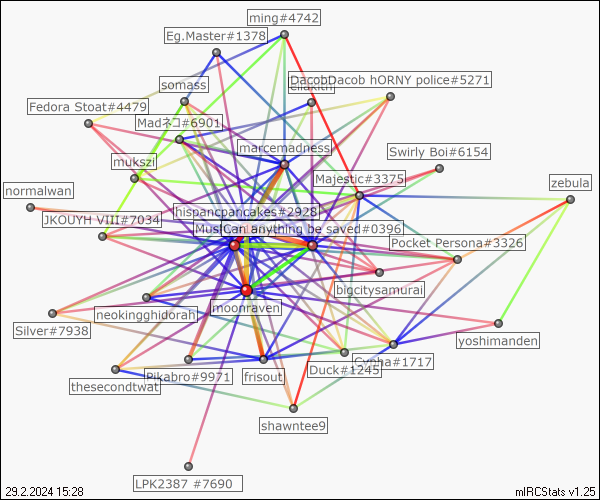 ming#4742
Eg.Master#1378
DacobDacob hORNY police#5271
somass
Fedora Stoat#4479
Madネコ#6901
marcemadness
Swirly Boi#6154
mukszi
Majestic#3375
normalwan
zebula
hispancpancakes#2928
JKOUYH VIII#7034
MusICan anything be saved#0396
Pocket Persona#3326
bigcitysamurai
moonraven
neokingghidorah
Silver#7938
yoshimanden
Cynha#1717
Duck#1245
Pikabro#9971
frisout
thesecondtwat
shawntee9
LPK2387 #7690
29.2.2024 15:28
mIRCStats v1.25